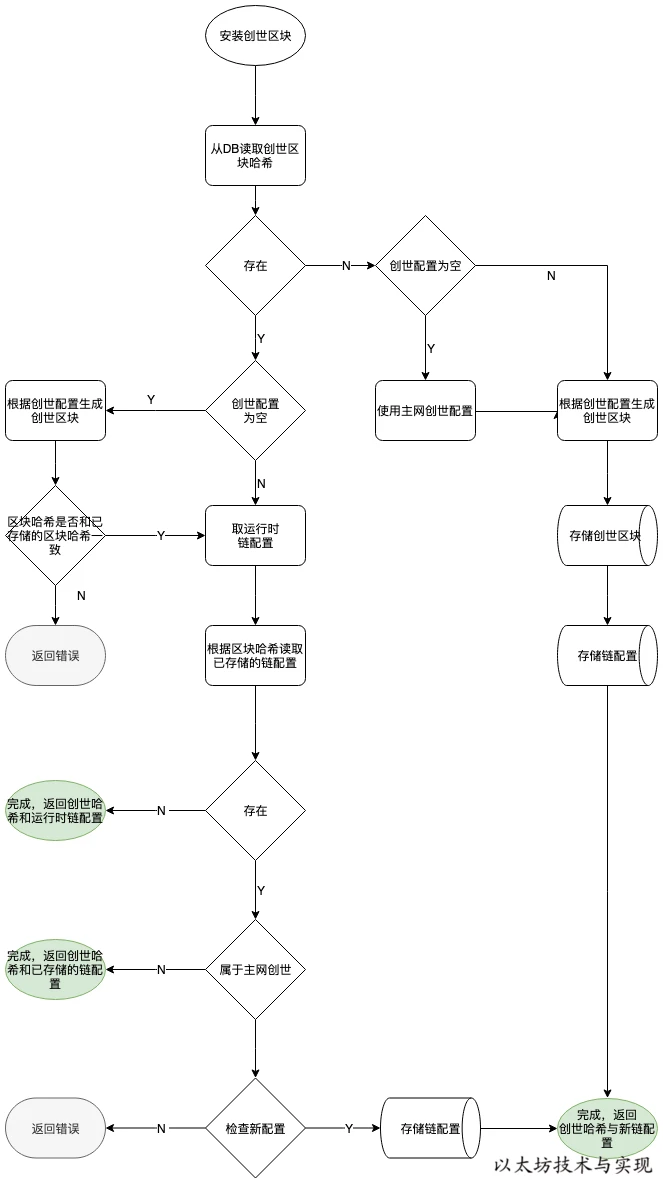 安装创世区块
从DB读取创世区
块哈希
存在
N
创世配置为空
N
Y
Y
根据创世配置生成
创世区块
Y
创世配置
为空
使用主网创世配置
根据创世配置生成
创世区块
N
区块哈希是否和已
存储的区块哈希一
致
Y
取运行时
链配置
存储创世区块
N
返回错误
根据区块哈希读取
已存储的链配置
存储链配置
完成，返回创世哈
希和运行时链配置
N
存在
Y
完成，返回创世哈
希和已存储的链配
置
N
属于主网创世
返回错误
N
检查新配置
Y
存储链配置
完成，返回
创世哈希与新链配
置
以太坊技术与实现